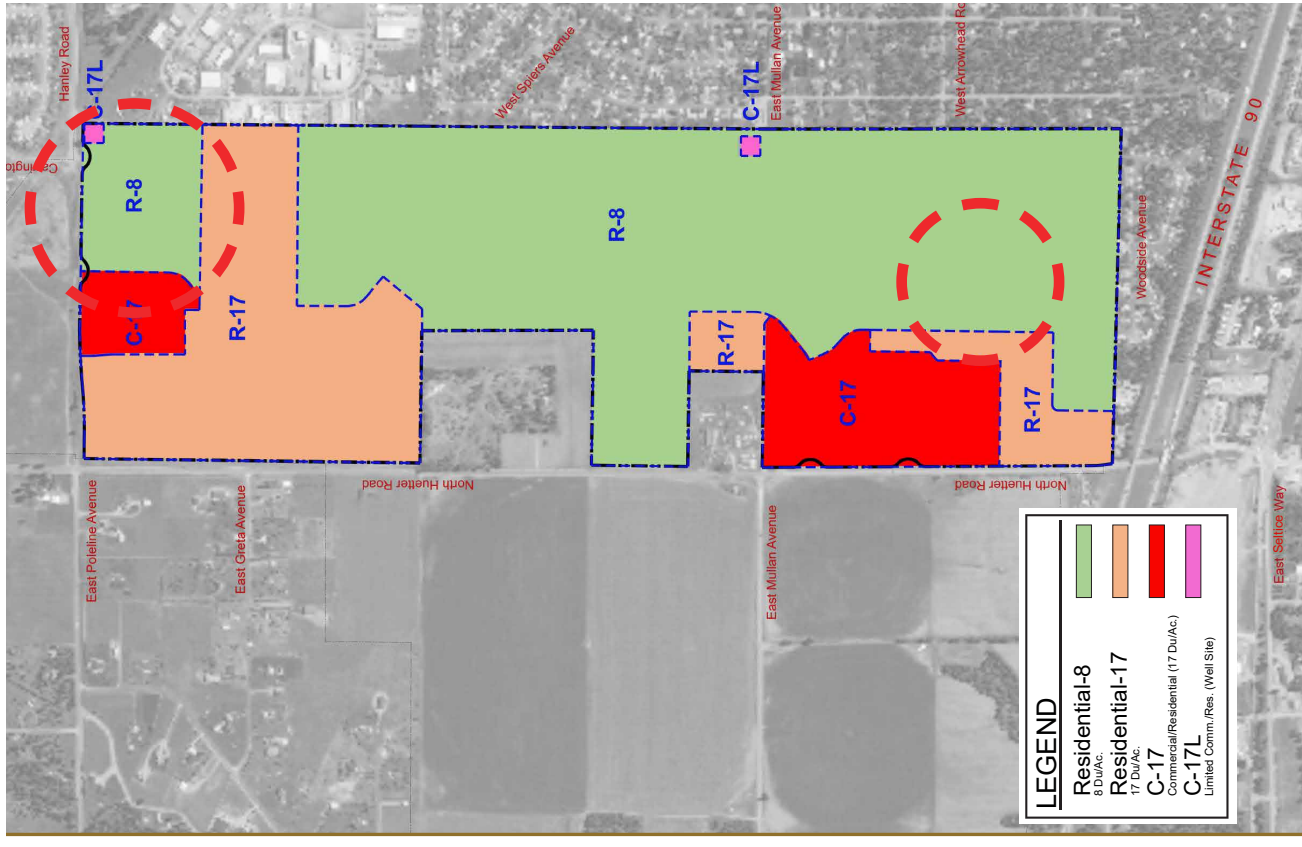 Hanley Road
C-17L
Carrington
West Spiers Avenue
East Mullan Avenue
C-17L
West Arrowhead Ro
INTERSTATE 90
R-8
R-8
C-17
R-17
R-17
C-17
R-17
Woodside Avenue
North Huetter Road
North Huetter Road
East Poleline Avenue
East Greta Avenue
East Mullan Avenue
East Seltice Way
LEGEND
Residential-8
8 Du/Ac.
Residential-17
17 Du/Ac.
C-17
Commercial/Residential (17 Du/Ac.)
C-17L
Limited Comm./Res. (Well Site)